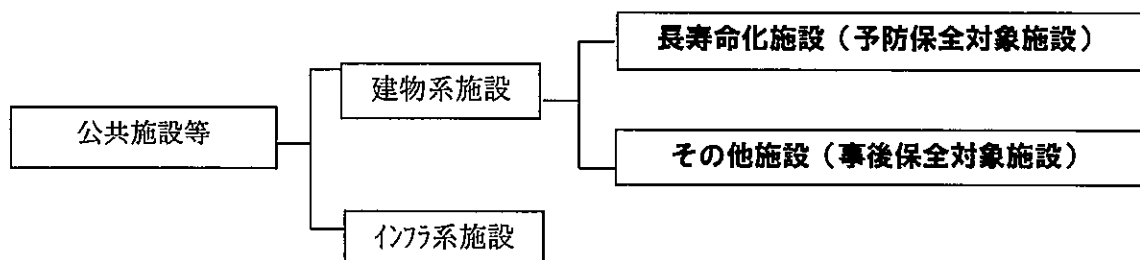 公共施設等
建物系施設
インフラ系施設
長寿命化施設（予防保全対象施設）
その他施設（事後保全対象施設）